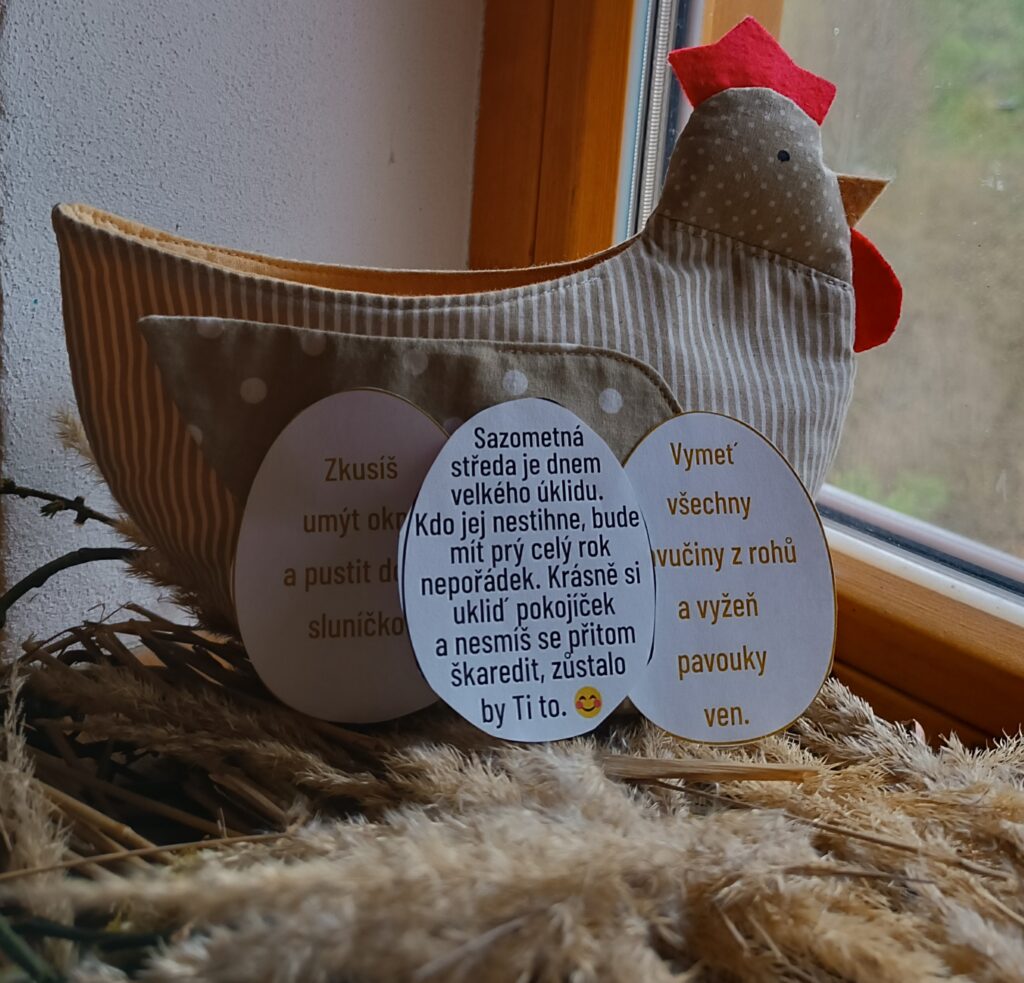 Zkusíš
umýt
a pustit
sluníčko
Sazometná
středa je dnem
velkého úklidu.
Kdo jej nestihne, bude
mít prý celý rok
nepořádek. Krásně si
ukliď pokojíček
a nesmíš se přitom
škaredit, zůstalo
by Ti to. 😊
Vymeť
všechny
z rohů
a vyžeň
pavouky
ven.